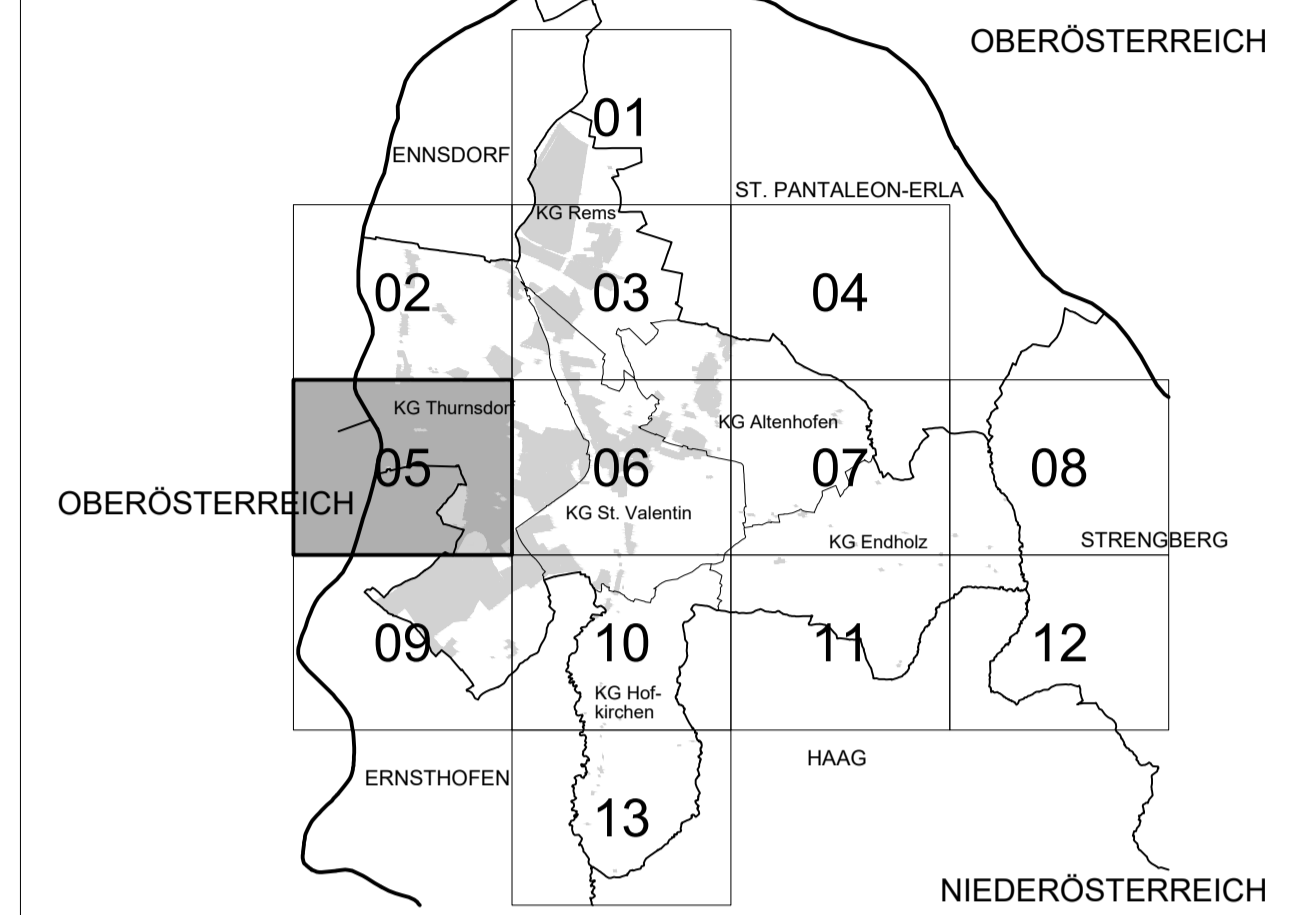 OBERÖSTERREICH
01
ENNSDORF
ST. PANTALEON-ERLA
KG Rems
02
03
04
KG Thurnsdorf
KG Altenhofen
05
06
07
08
OBERÖSTERREICH
KG St. Valentin
KG Endholz
STRENGBERG
09
10
11
12
KG Hof-
kirchen
HAAG
ERNSTHOFEN
13
NIEDERÖSTERREICH